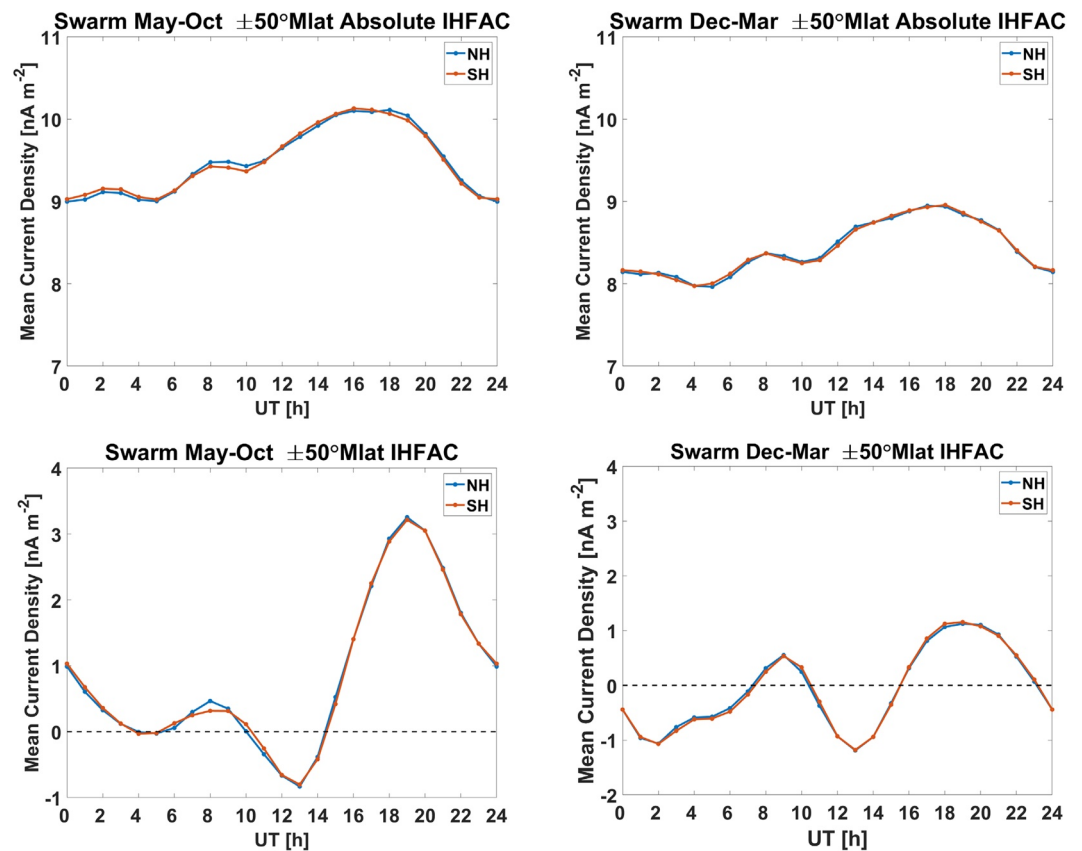 Swarm May-Oct ±50°Mlat Absolute IHFAC
11
10
9
8
7
Mean Current Density [nA m-2]
NH
SH
0 2 4 6 8 10 12 14 16 18 20 22 24
UT [h]
Swarm Dec-Mar ±50°Mlat Absolute IHFAC
11
10
9
8
7
Mean Current Density [nA m-2]
NH
SH
0 2 4 6 8 10 12 14 16 18 20 22 24
UT [h]
Swarm May-Oct ±50°Mlat IHFAC
4
3
2
1
0
-1
Mean Current Density [nA m-2]
NH
SH
0 2 4 6 8 10 12 14 16 18 20 22 24
UT [h]
Swarm Dec-Mar ±50°Mlat IHFAC
4
3
2
1
0
-1
-2
Mean Current Density [nA m-2]
NH
SH
0 2 4 6 8 10 12 14 16 18 20 22 24
UT [h]